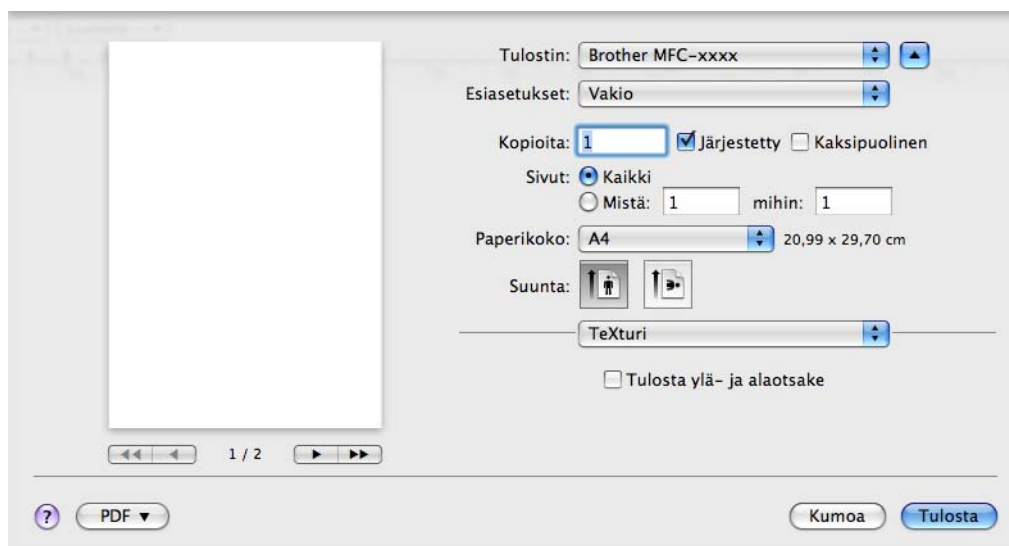 Tulostin: Brother MFC-xxxx
Esiasetukset: Vakio
Kopioita: 1 Järjestetty Kaksipuolinen
Sivut: Kaikki
Mistä: 1 mihin: 1
Paperikoko: A4 20,99 x 29,70 cm
Suunta:
TeXturi
Tulosta ylä- ja alaotsake
1 / 2
? PDF ▼ Kumoa Tulosta